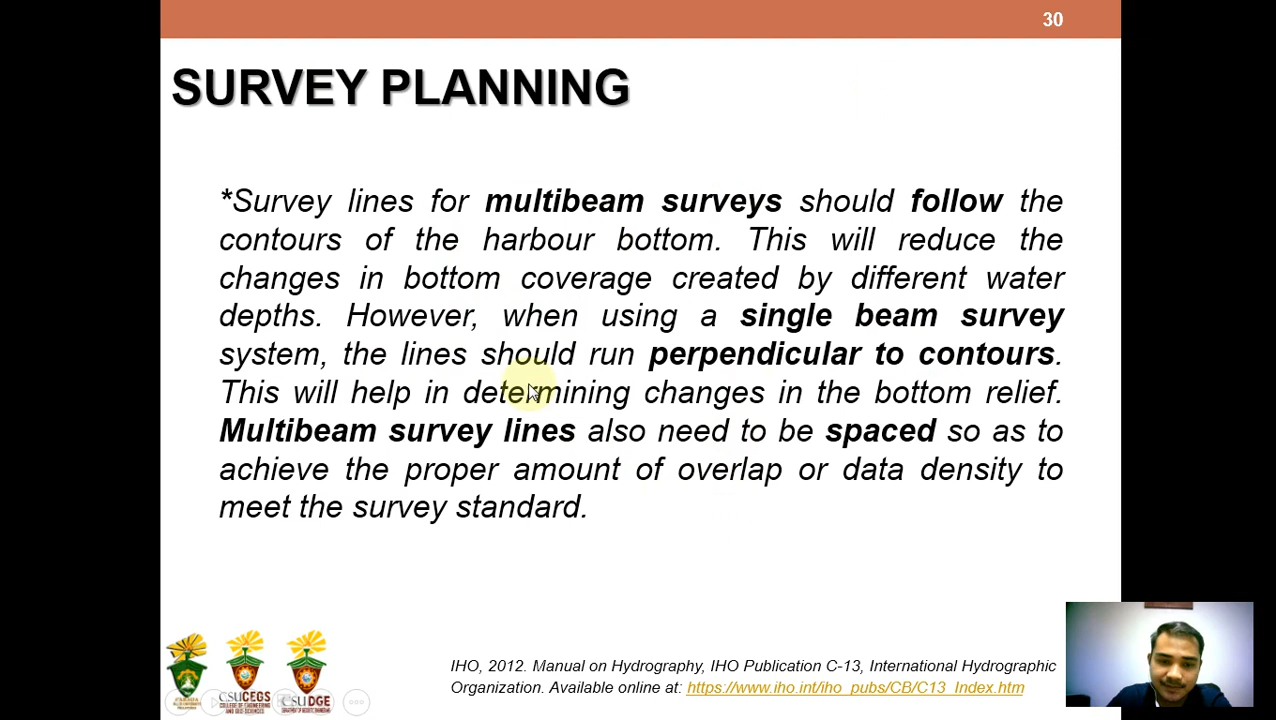 30
SURVEY PLANNING
*Survey lines for multibeam surveys should follow the
contours of the harbour bottom. This will reduce the
changes in bottom coverage created by different water
depths. However, when using a single beam survey
system, the lines should run perpendicular to contours.
This will help in determining changes in the bottom relief.
Multibeam survey lines also need to be spaced so as to
achieve the proper amount of overlap or data density to
meet the survey standard.
CSUCEGS
CSUDGE
IHO, 2012. Manual on Hydrography, IHO Publication C-13, International Hydrographic
Organization. Available online at: https://www.iho.int/iho_pubs/CB/C13_Index.htm